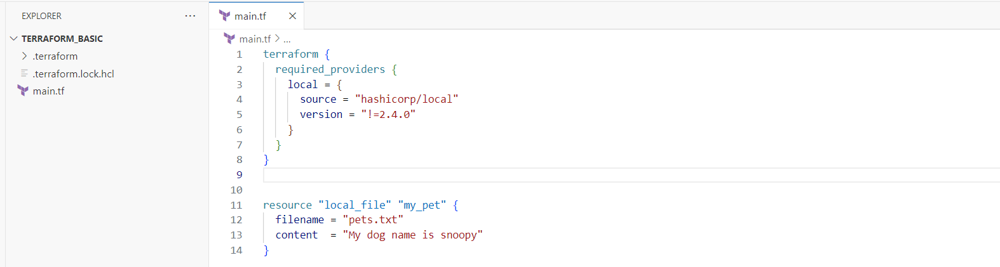 EXPLORER
...
TERRAFORM_BASIC
.terraform
.terraform.lock.hcl
main.tf
main.tf
main.tf > ...
1 terraform {
2   required_providers {
3     local = {
4       source = "hashicorp/local"
5       version = "!=2.4.0"
6     }
7   }
8 }
9
10
11 resource "local_file" "my_pet" {
12   filename = "pets.txt"
13   content  = "My dog name is snoopy"
14 }